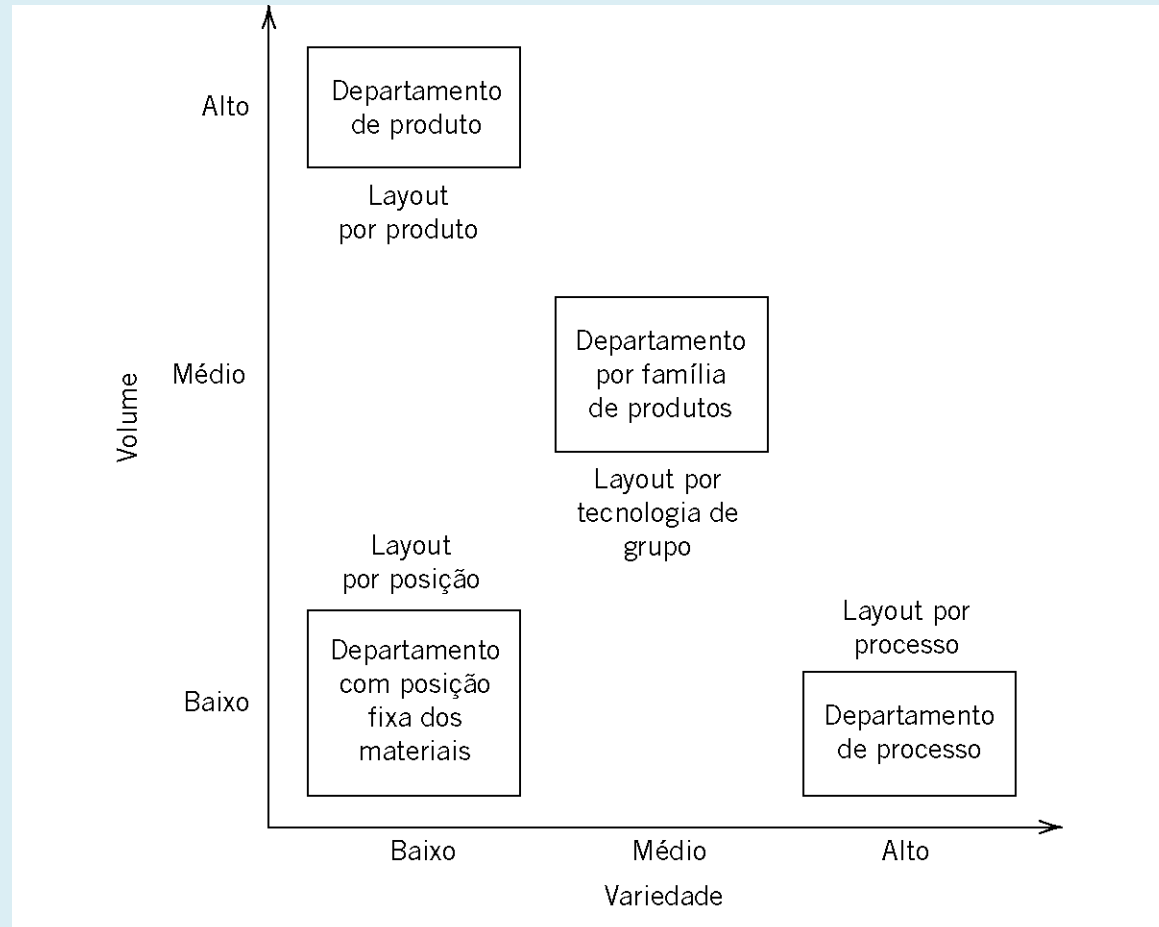 Alto
Departamento
de produto
Layout
por produto
Volume
Médio
Departamento
por família
de produtos
Layout por
tecnologia de
grupo
Layout
por posição
Baixo
Departamento
com posição
fixa dos
materiais
Layout por
processo
Departamento
de processo
Baixo
Médio
Alto
Variedade